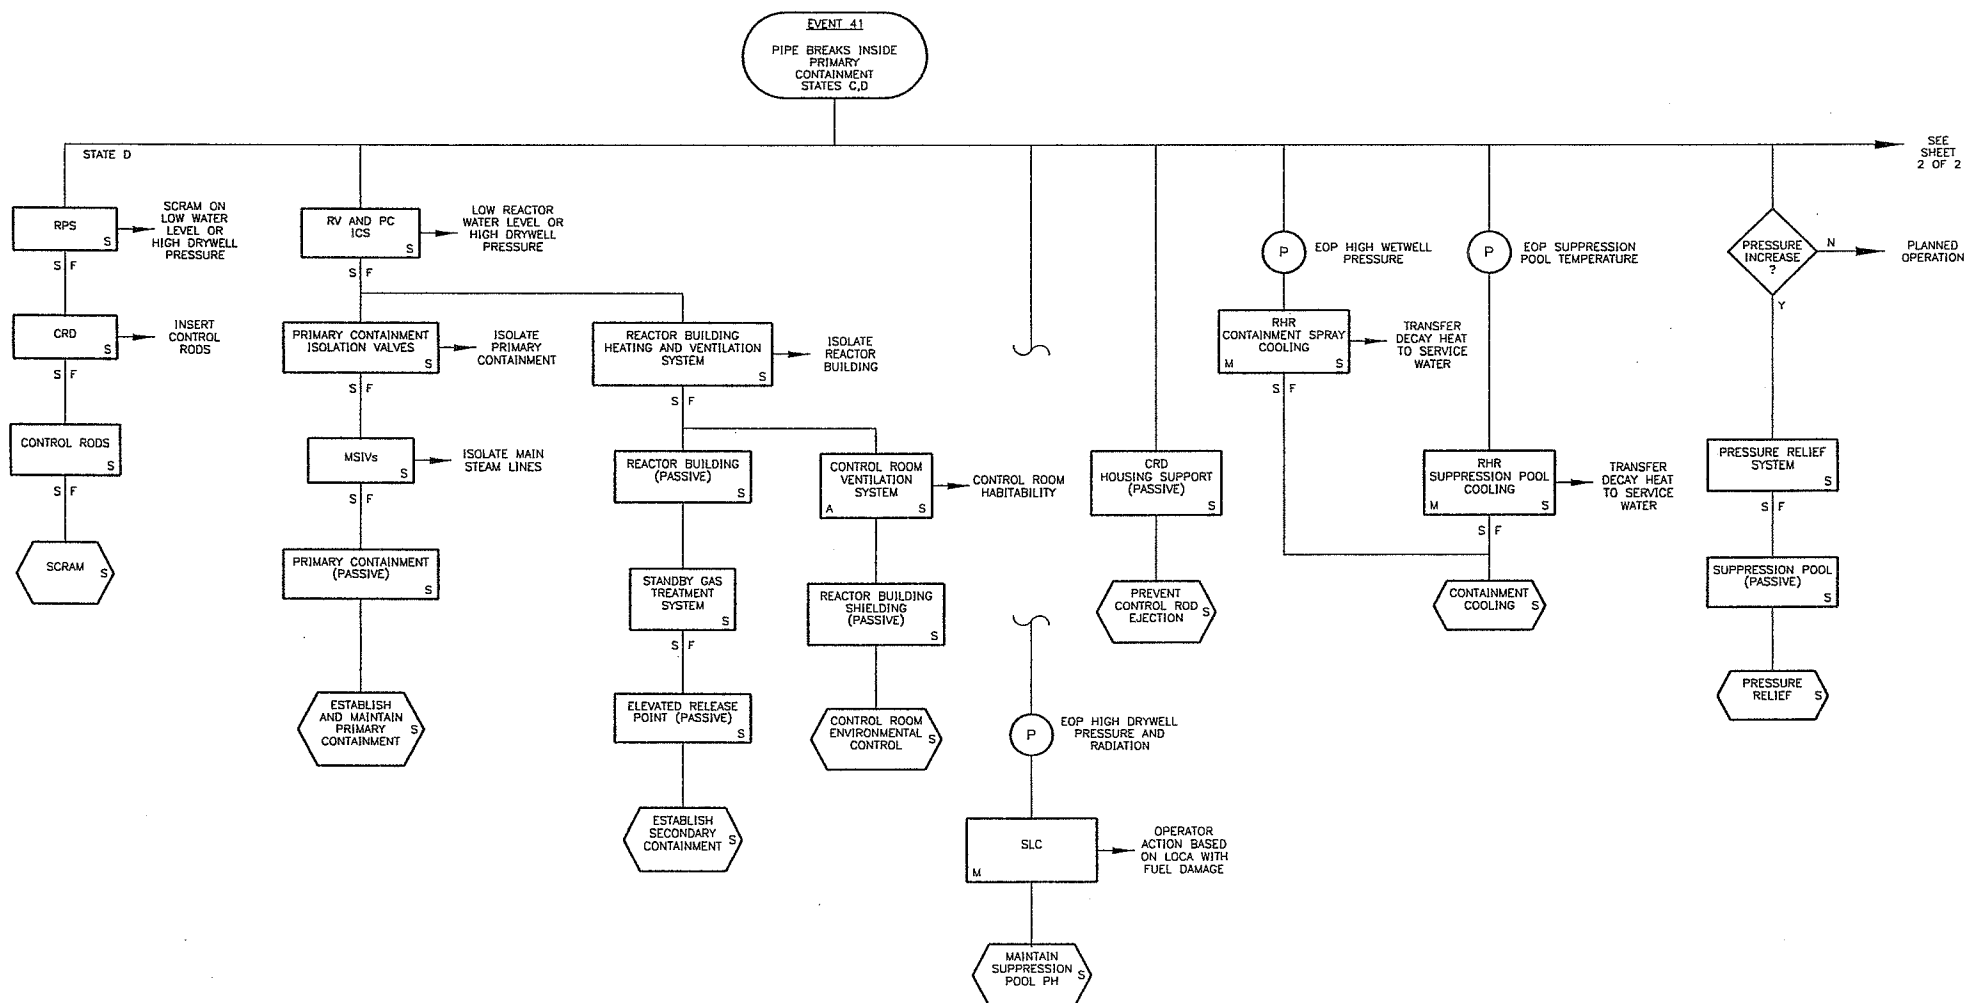 EVENT 41
PIPE BREAKS INSIDE
PRIMARY
CONTAINMENT
STATES C,D
STATE D
SEE
SHEET
2 OF 2
RPS
S
SCRAM ON
LOW WATER
LEVEL OR
HIGH DRYWELL
PRESSURE
S F
CRD
S
INSERT
CONTROL
RODS
S F
CONTROL RODS
S
S F
SCRAM
S
RV AND PC
ICS
S
LOW REACTOR
WATER LEVEL OR
HIGH DRYWELL
PRESSURE
S F
PRIMARY CONTAINMENT
ISOLATION VALVES
S
ISOLATE
PRIMARY
CONTAINMENT
S F
MSIVs
S
ISOLATE MAIN
STEAM LINES
S F
PRIMARY CONTAINMENT
(PASSIVE)
S
ESTABLISH
AND MAINTAIN
PRIMARY
CONTAINMENT
S
REACTOR BUILDING
HEATING AND VENTILATION
SYSTEM
S
ISOLATE
REACTOR
BUILDING
S F
REACTOR BUILDING
(PASSIVE)
S
STANDBY GAS
TREATMENT
SYSTEM
S
S F
ELEVATED RELEASE
POINT (PASSIVE)
S
ESTABLISH
SECONDARY
CONTAINMENT
S
CONTROL ROOM
VENTILATION
SYSTEM
A
S
CONTROL ROOM
HABITABILITY
REACTOR BUILDING
SHIELDING
(PASSIVE)
S
CONTROL ROOM
ENVIRONMENTAL
CONTROL
S
P
EOP HIGH DRYWELL
PRESSURE AND
RADIATION
SLC
M
OPERATOR
ACTION BASED
ON LOCA WITH
FUEL DAMAGE
MAINTAIN
SUPPRESSION
POOL PH
S
CRD
HOUSING SUPPORT
(PASSIVE)
S
PREVENT
CONTROL ROD
EJECTION
S
P
EOP HIGH WETWELL
PRESSURE
RHR
CONTAINMENT SPRAY
COOLING
M
S
TRANSFER
DECAY HEAT
TO SERVICE
WATER
S F
P
EOP SUPPRESSION
POOL TEMPERATURE
RHR
SUPPRESSION POOL
COOLING
M
S
TRANSFER
DECAY HEAT
TO SERVICE
WATER
S F
CONTAINMENT
COOLING
S
PRESSURE
INCREASE
?
N
PLANNED
OPERATION
Y
PRESSURE RELIEF
SYSTEM
S
S F
SUPPRESSION POOL
(PASSIVE)
S
PRESSURE
RELIEF
S